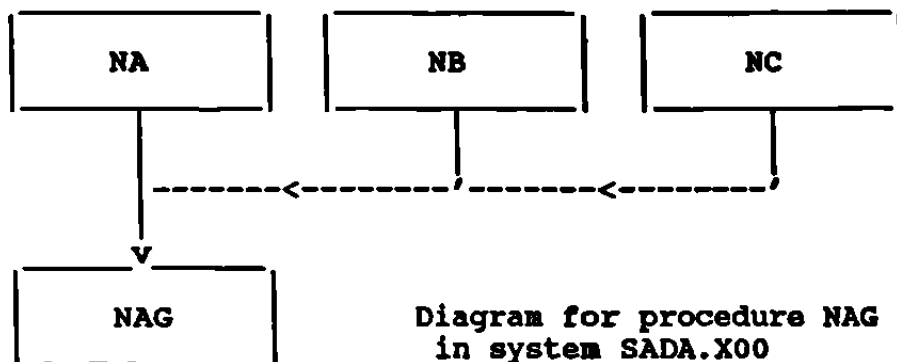 NA NB NC
NAG
Diagram for procedure NAG
in system SADA.X00